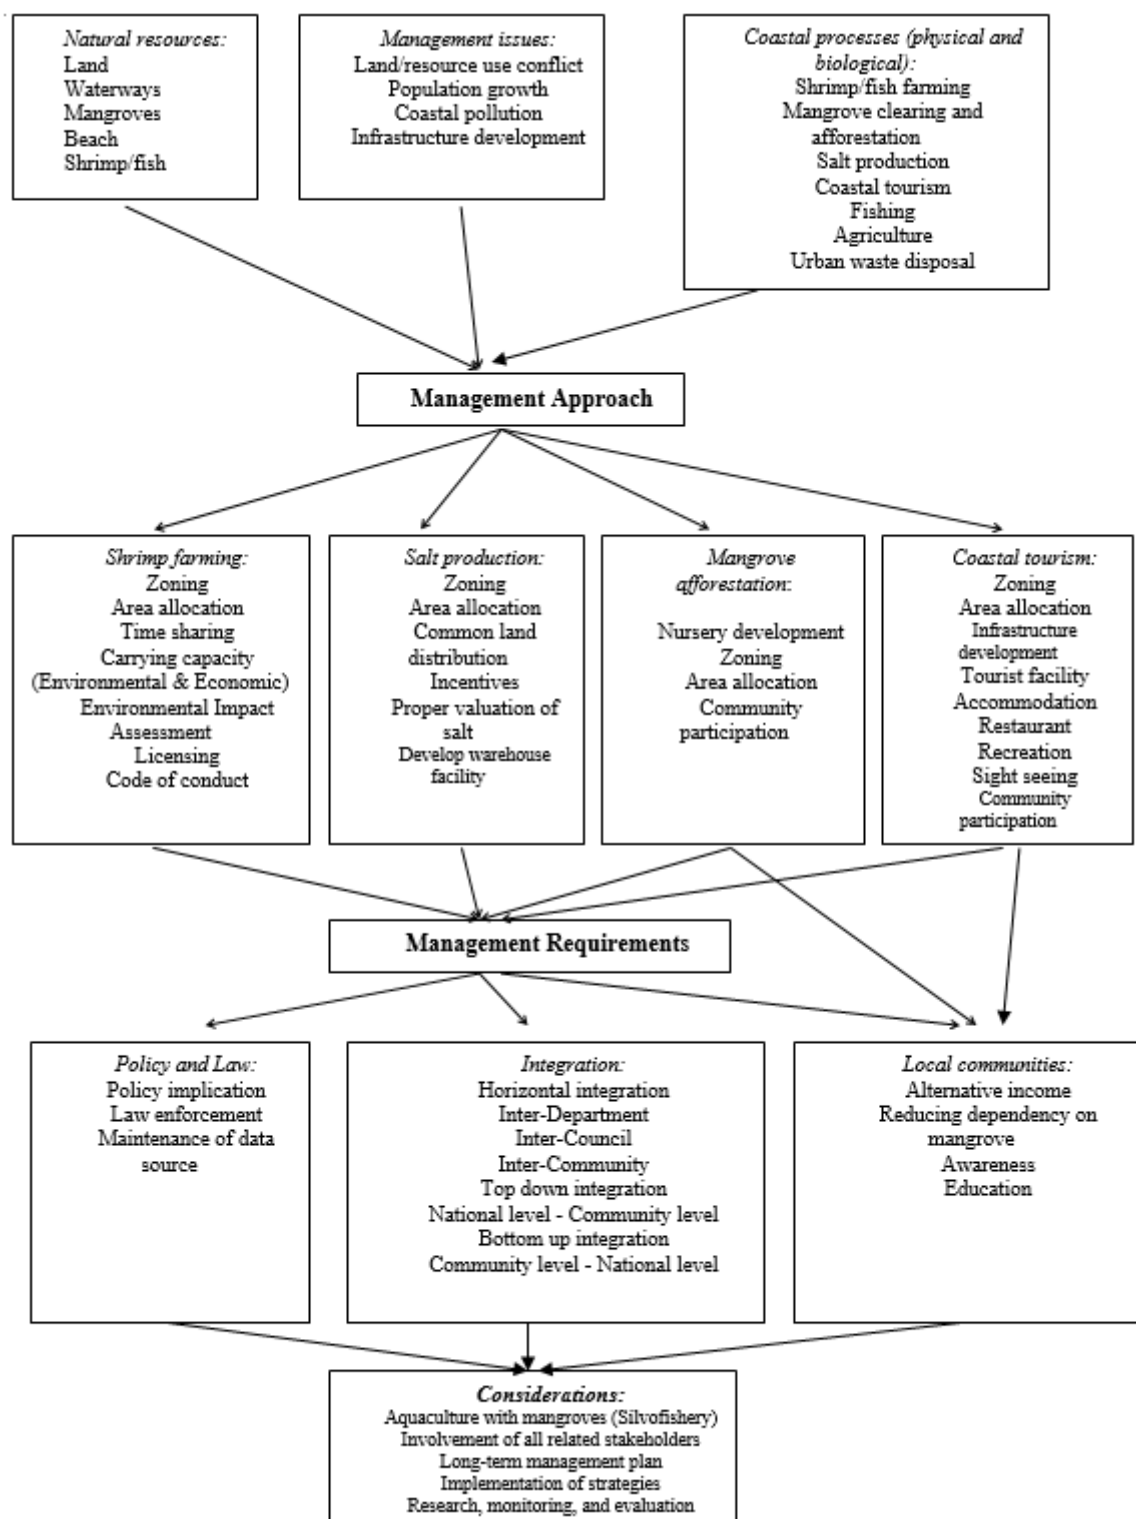 Natural resources:
Land
Waterways
Mangroves
Beach
Shrimp/fish
Management issues:
Land/resource use conflict
Population growth
Coastal pollution
Infrastructure development
Coastal processes (physical and
biological):
Shrimp/fish farming
Mangrove clearing and
afforestation
Salt production
Coastal tourism
Fishing
Agriculture
Urban waste disposal
Management Approach
Shrimp farming:
Zoning
Area allocation
Time sharing
Carrying capacity
(Environmental & Economic)
Environmental Impact
Assessment
Licensing
Code of conduct
Salt production:
Zoning
Area allocation
Common land
distribution
Incentives
Proper valuation of
salt
Develop warehouse
facility
Mangrove
afforestation:
Nursery development
Zoning
Area allocation
Community
participation
Coastal tourism:
Zoning
Area allocation
Infrastructure
development
Tourist facility
Accommodation
Restaurant
Recreation
Sight seeing
Community
participation
Management Requirements
Policy and Law:
Policy implication
Law enforcement
Maintenance of data
source
Integration:
Horizontal integration
Inter-Department
Inter-Council
Inter-Community
Top down integration
National level - Community level
Bottom up integration
Community level - National level
Local communities:
Alternative income
Reducing dependency on
mangrove
Awareness
Education
Considerations:
Aquaculture with mangroves (Silvofishery)
Involvement of all related stakeholders
Long-term management plan
Implementation of strategies
Research, monitoring, and evaluation